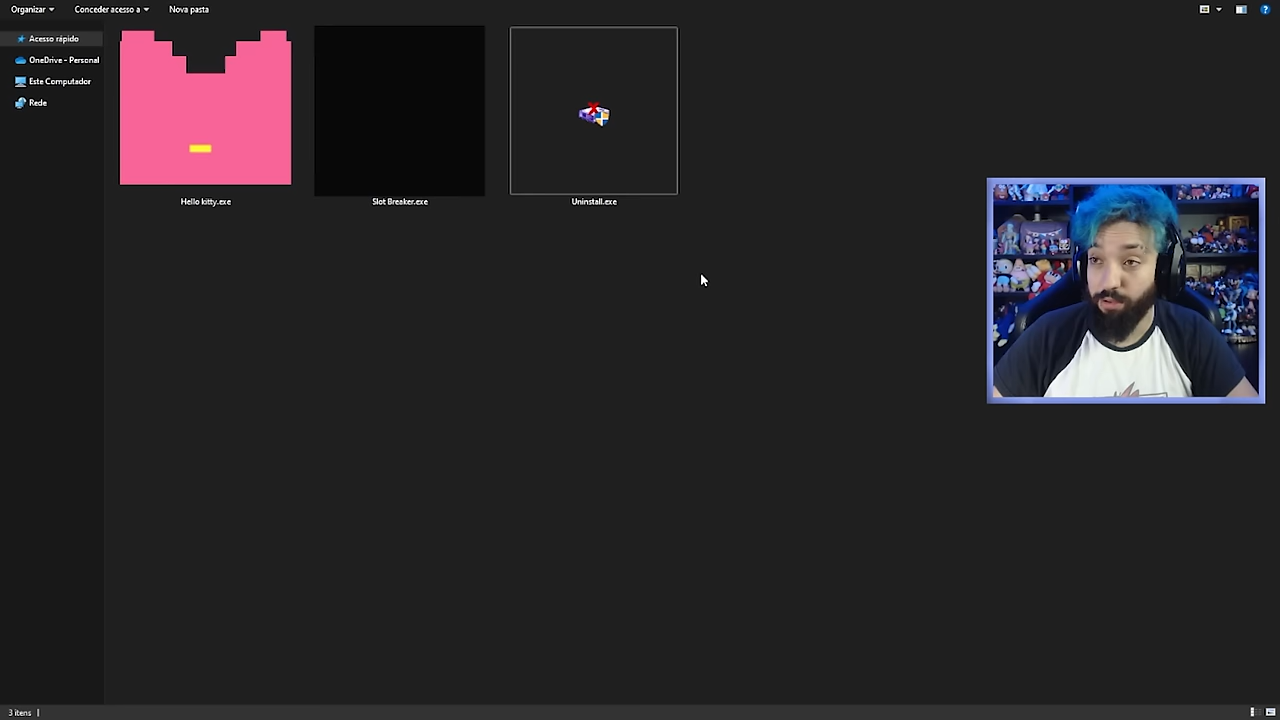 Organizar
Conceder acesso a
Nova pasta
Acesso rápido
OneDrive - Personal
Este Computador
Rede
Hello kitty.exe
Slot Breaker.exe
Uninstall.exe
3 itens